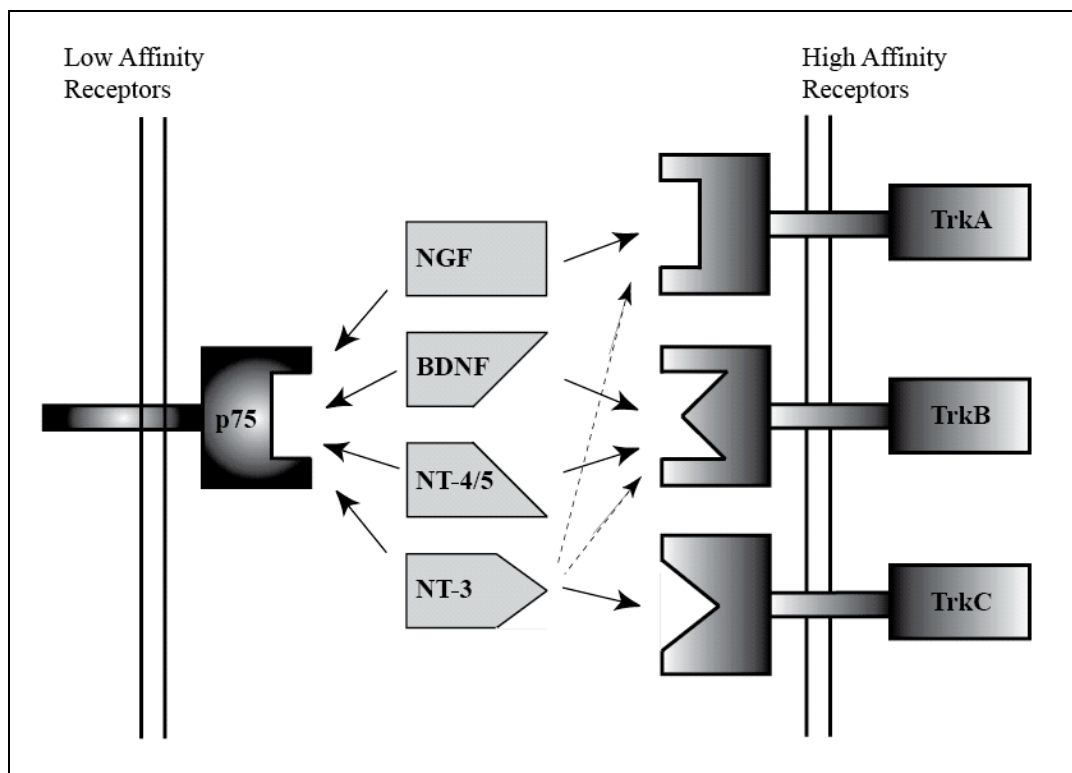 Low Affinity
Receptors
High Affinity
Receptors
NGF
BDNF
NT-4/5
NT-3
p75
TrkA
TrkB
TrkC